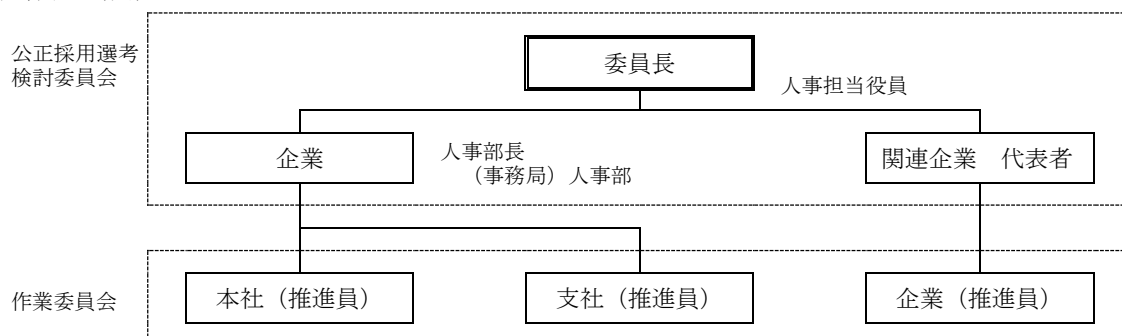 公正採用選考
検討委員会
委員長
人事担当役員
企業
人事部長
（事務局）人事部
関連企業　代表者
作業委員会
本社（推進員）
支社（推進員）
企業（推進員）